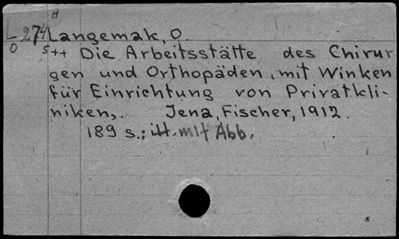 L-274 Langemak, O.
O S++ Die Arbeitsstätte des Chirur
gen und Orthopäden, mit Winken
für Einrichtung von Privatkli-
niken,. Jena, Fischer, 1912.
189 s.; mit Abb.